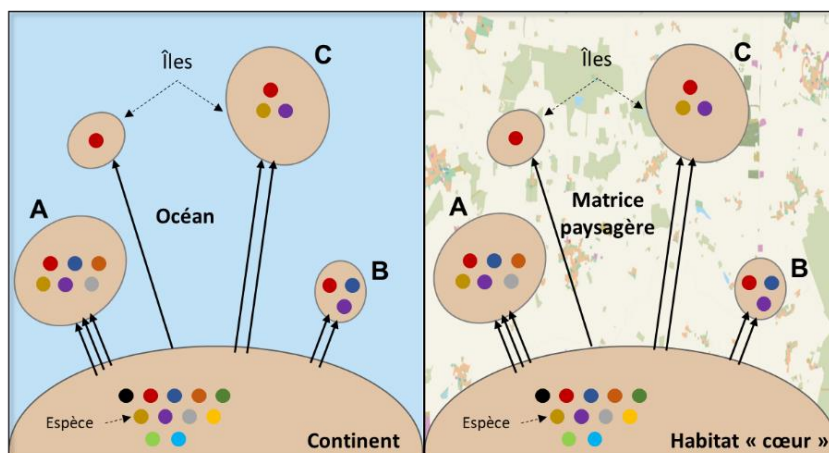 Îles
C
A
Océan
B
Espèce
Continent
Îles
C
A
Matrice
paysagère
B
Espèce
Habitat « cœur »